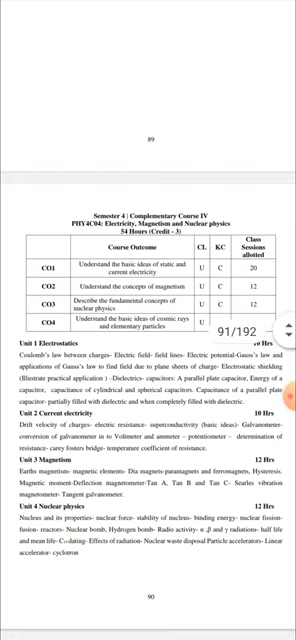 89
Semester 4 | Complementary Course IV
PHY4C04: Electricity, Magnetism and Nuclear physics
54 Hours (Credit - 3)
Course Outcome CL KC Class Sessions allotted
CO1 Understand the basic ideas of static and current electricity U C 20
CO2 Understand the concepts of magnetism U C 12
CO3 Describe the fundamental concepts of nuclear physics U C 12
CO4 Understand the basic ideas of cosmic rays and elementary particles U
91/192
Unit 1 Electrostatics Hrs
Coulomb's law between charges- Electric field- field lines- Electric potential-Gauss's law and
applications of Gauss's law to find field due to plane sheets of charge- Electrostatic shielding
(Illustrate practical application ) -Dielectrics- capacitors: A parallel plate capacitor, Energy of a
capacitor, capacitance of cylindrical and spherical capacitors. Capacitance of a parallel plate
capacitor- partially filled with dielectric and when completely filled with dielectric.
Unit 2 Current electricity 10 Hrs
Drift velocity of charges- electric resistance- superconductivity (basic ideas)- Galvanometer-
conversion of galvanometer in to Voltmeter and ammeter – potentiometer – determination of
resistance- carey fosters bridge- temperature coefficient of resistance.
Unit 3 Magnetism 12 Hrs
Earths magnetism- magnetic elements- Dia magnets-paramagnets and ferromagnets, Hysteresis.
Magnetic moment-Deflection magnetometer-Tan A, Tan B and Tan C- Searles vibration
magnetometer- Tangent galvanometer.
Unit 4 Nuclear physics 12 Hrs
Nucleus and its properties- nuclear force- stability of nucleus- binding energy- nuclear fission-
fusion- reactors- Nuclear bomb, Hydrogen bomb- Radio activity- α ,β and γ radiations- half life
and mean life- C₁₄dating- Effects of radiation- Nuclear waste disposal Particle accelerators- Linear
accelerator- cyclotron
90